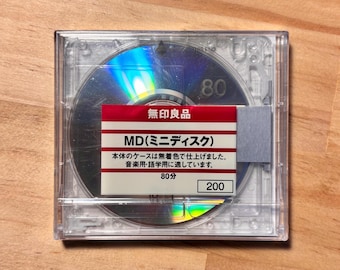 80
無印良品
MD(ミニディスク)
本体のケースは無着色で仕上げました。
音楽用・語学用に適しています。
80分
200